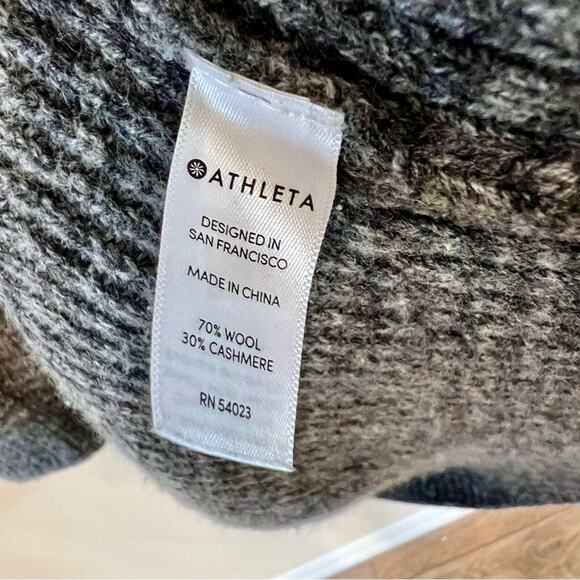 ATHLETA
DESIGNED IN
SAN FRANCISCO
MADE IN CHINA
70% WOOL
30% CASHMERE
RN 54023